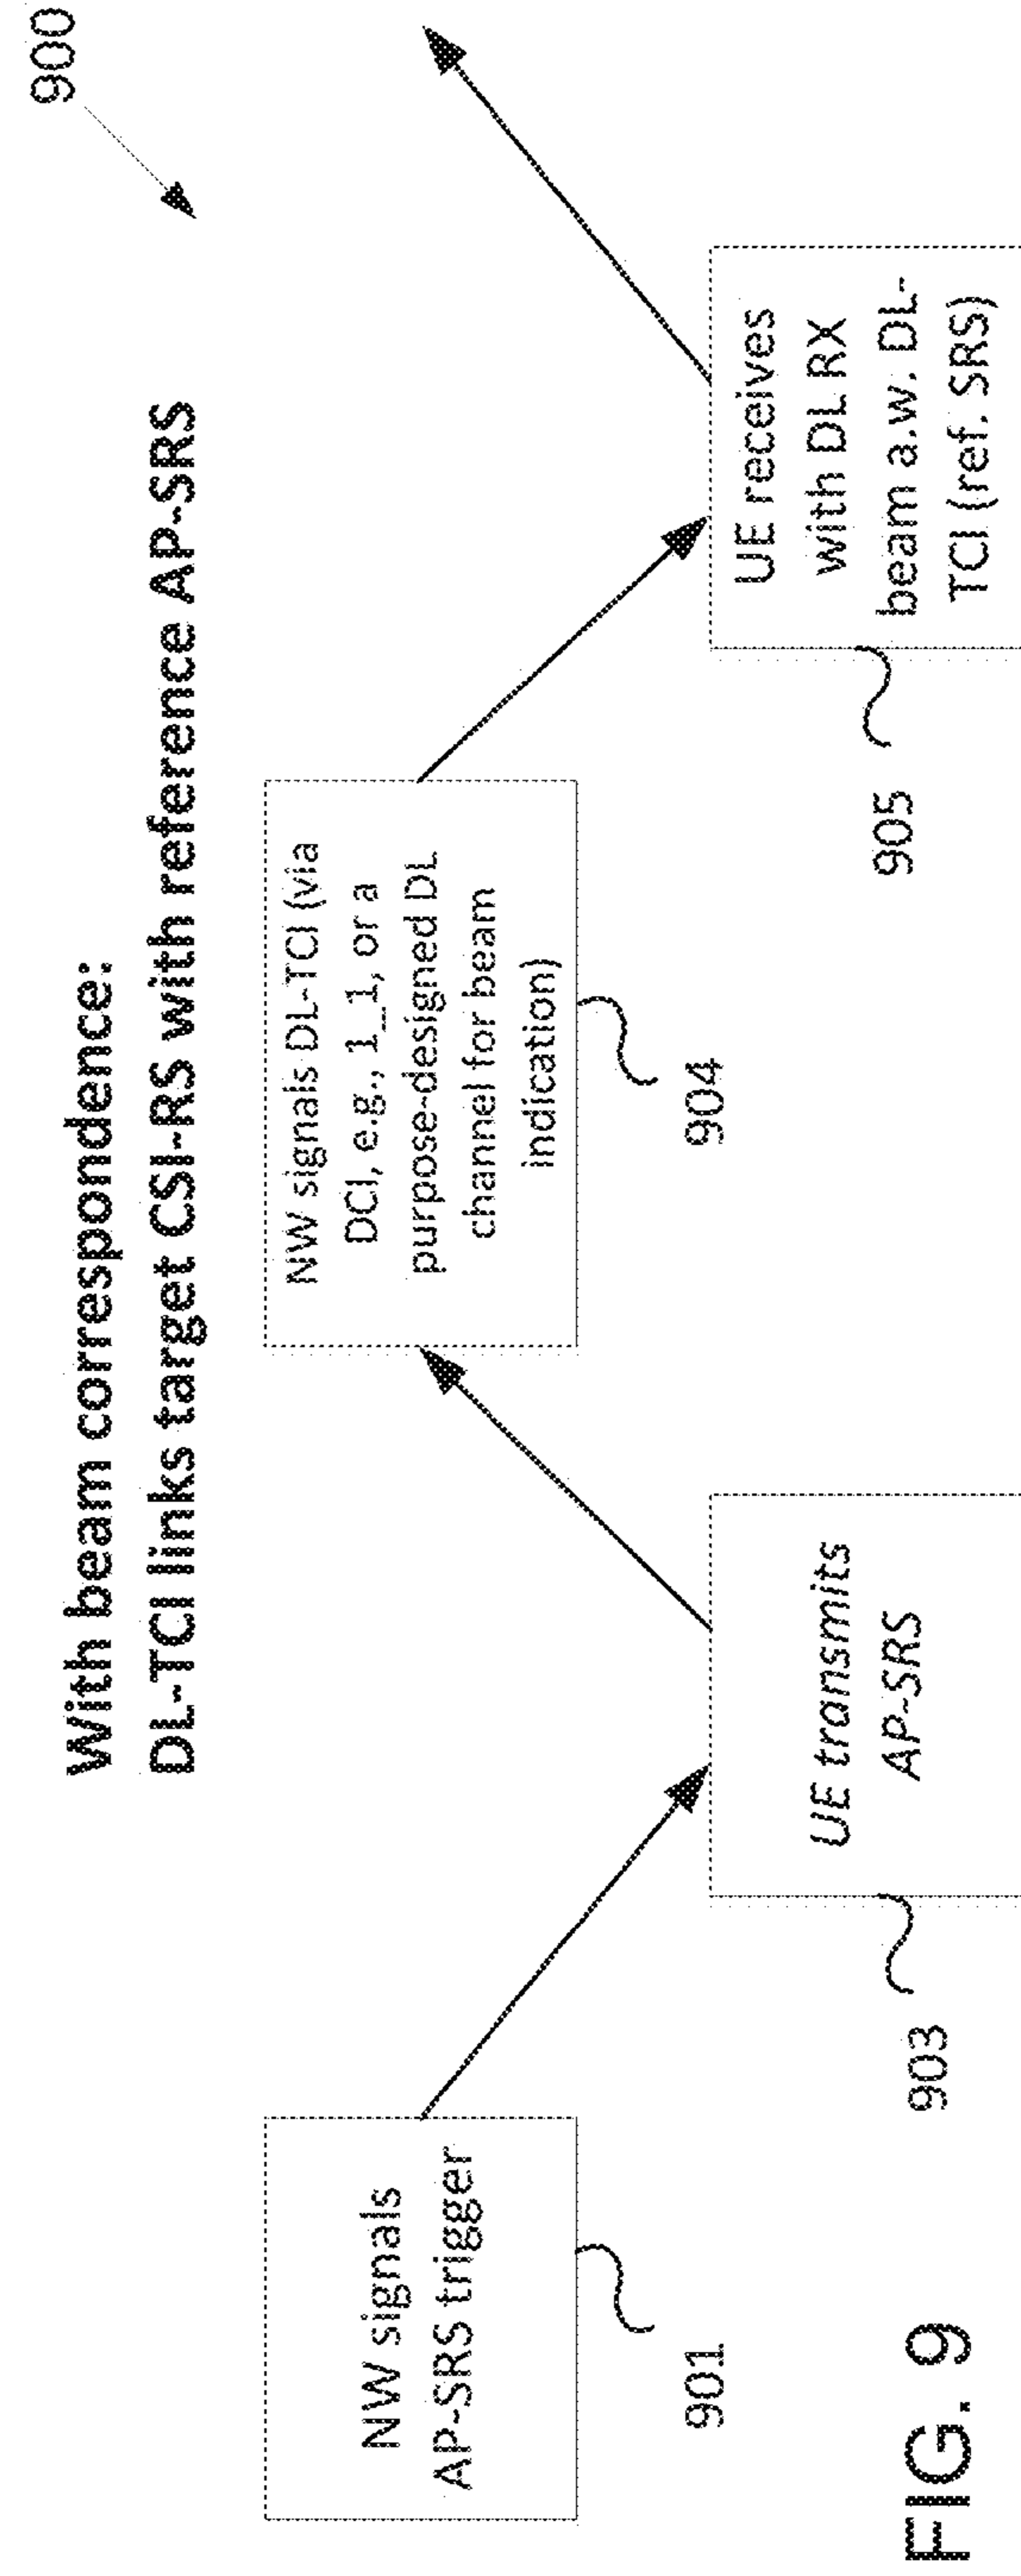 900
With beam correspondence:
DL-TCI links target CSI-RS with reference AP-SRS
NW signals
AP-SRS trigger
901
UE transmits
AP-SRS
903
NW signals DL-TCI (via
DCI, e.g., 1_1, or a
purpose-designed DL
channel for beam
indication)
904
UE receives
with DL RX
beam a.w. DL-
TCI (ref. SRS)
905
FIG. 9